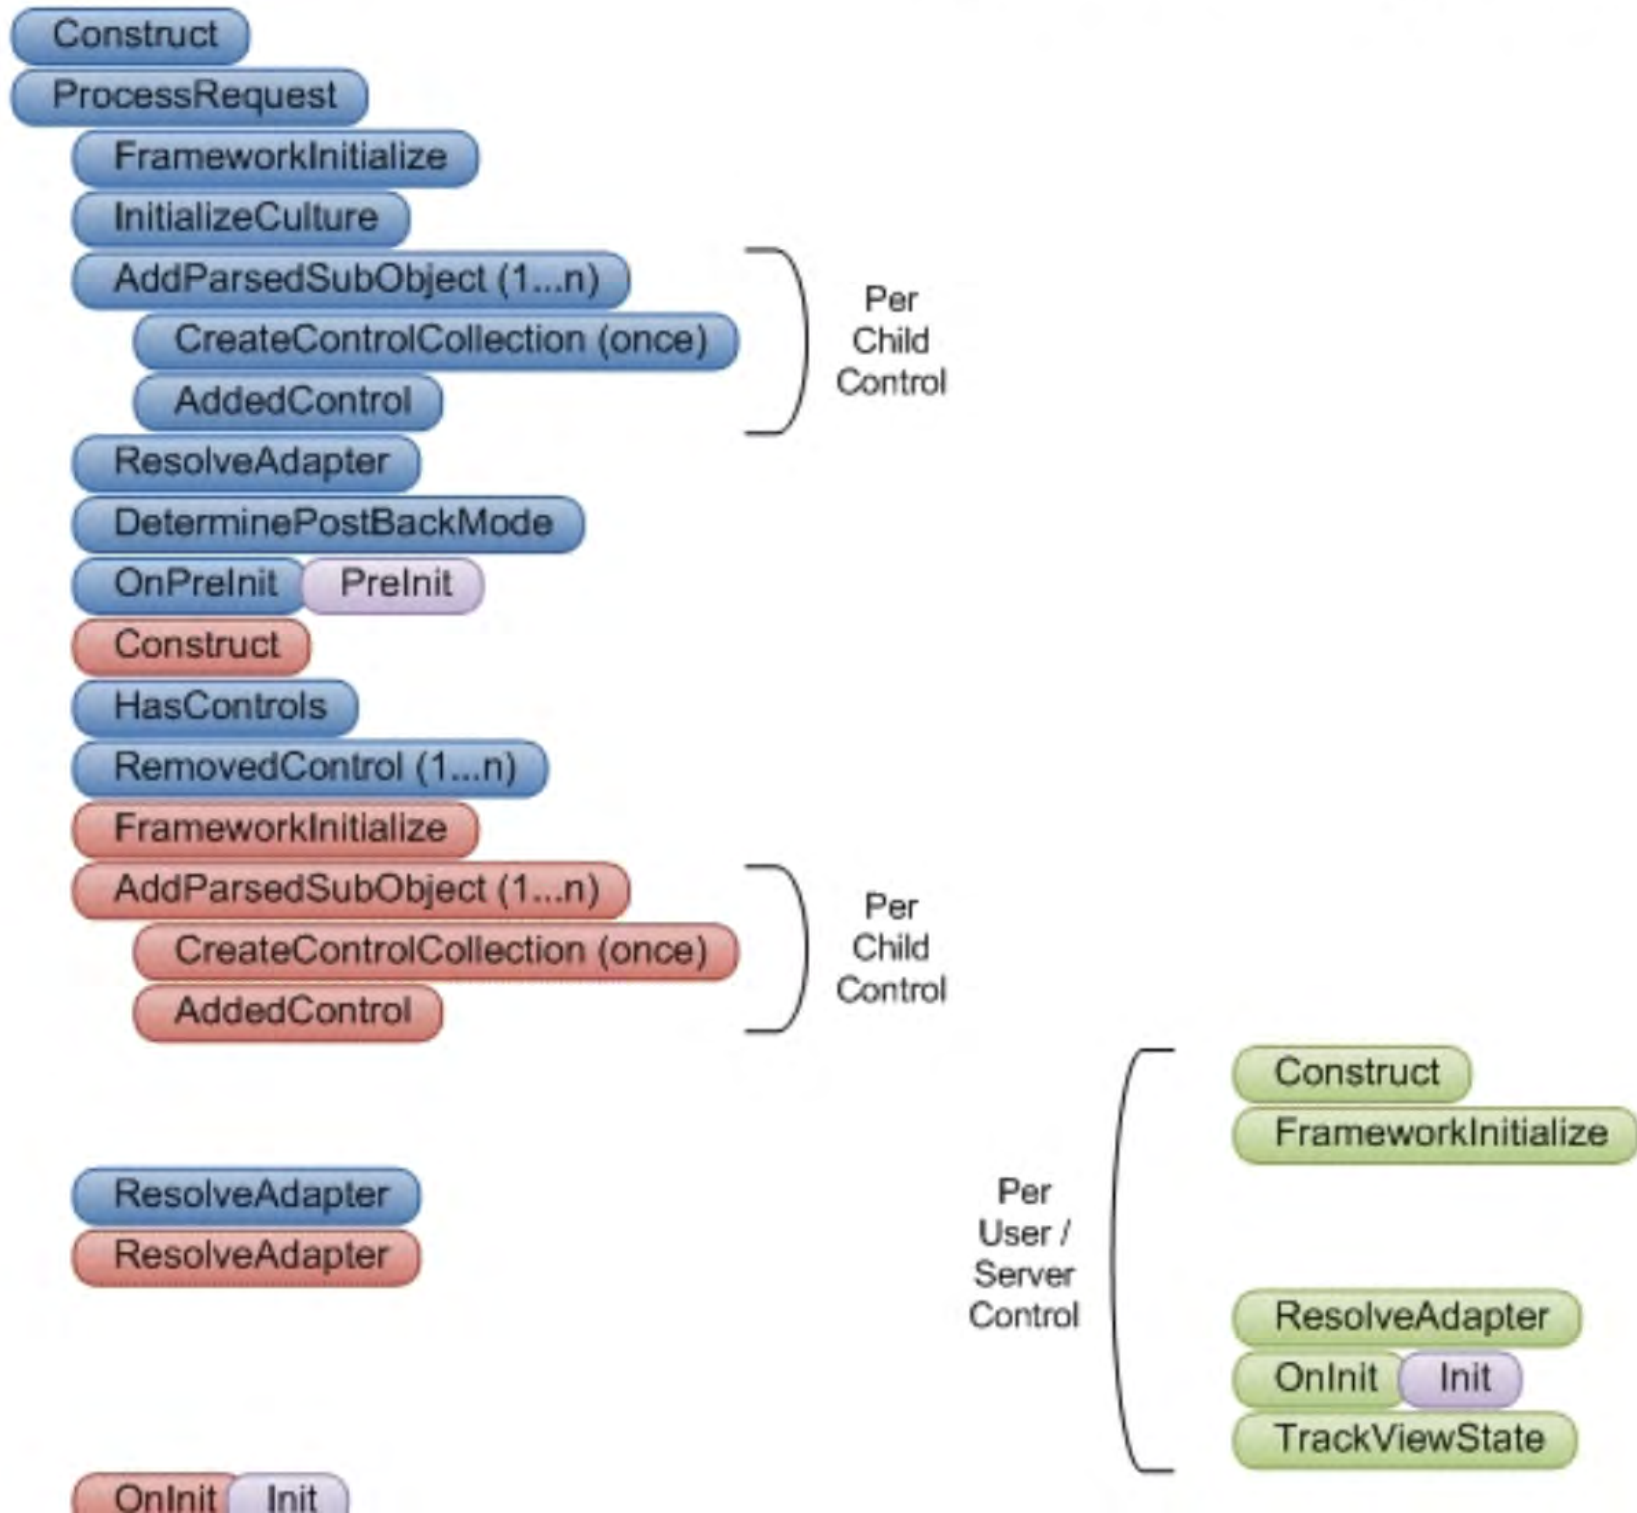 Construct
ProcessRequest
FrameworkInitialize
InitializeCulture
AddParsedSubObject (1...n)
CreateControlCollection (once)
AddedControl
Per
Child
Control
ResolveAdapter
DeterminePostBackMode
OnPreInit PreInit
Construct
HasControls
RemovedControl (1...n)
FrameworkInitialize
AddParsedSubObject (1...n)
CreateControlCollection (once)
AddedControl
Per
Child
Control
ResolveAdapter
ResolveAdapter
Per
User /
Server
Control
Construct
FrameworkInitialize
ResolveAdapter
OnInit Init
TrackViewState
OnInit Init